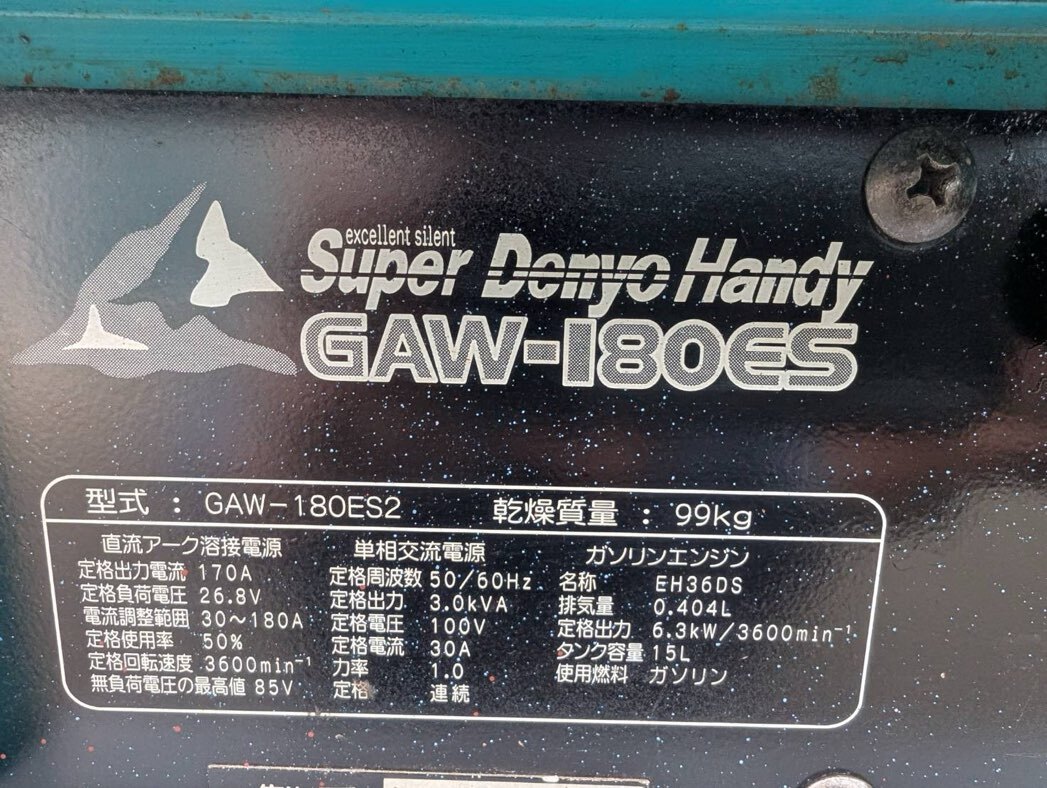 excellent silent
Super Denyo Handy
GAW-180ES
型式 : GAW-180ES2 乾燥質量 : 99kg
直流アーク溶接電源
定格出力電流 170A
定格負荷電圧 26.8V
電流調整範囲 30~180A
定格使用率 50%
定格回転速度 3600min⁻¹
無負荷電圧の最高値 85V
単相交流電源
定格周波数 50/60Hz
定格出力 3.0kVA
定格電圧 100V
定格電流 30A
力率 1.0
定格 連続
ガソリンエンジン
名称 EH36DS
排気量 0.404L
定格出力 6.3kW/3600min⁻¹
タンク容量 15L
使用燃料 ガソリン